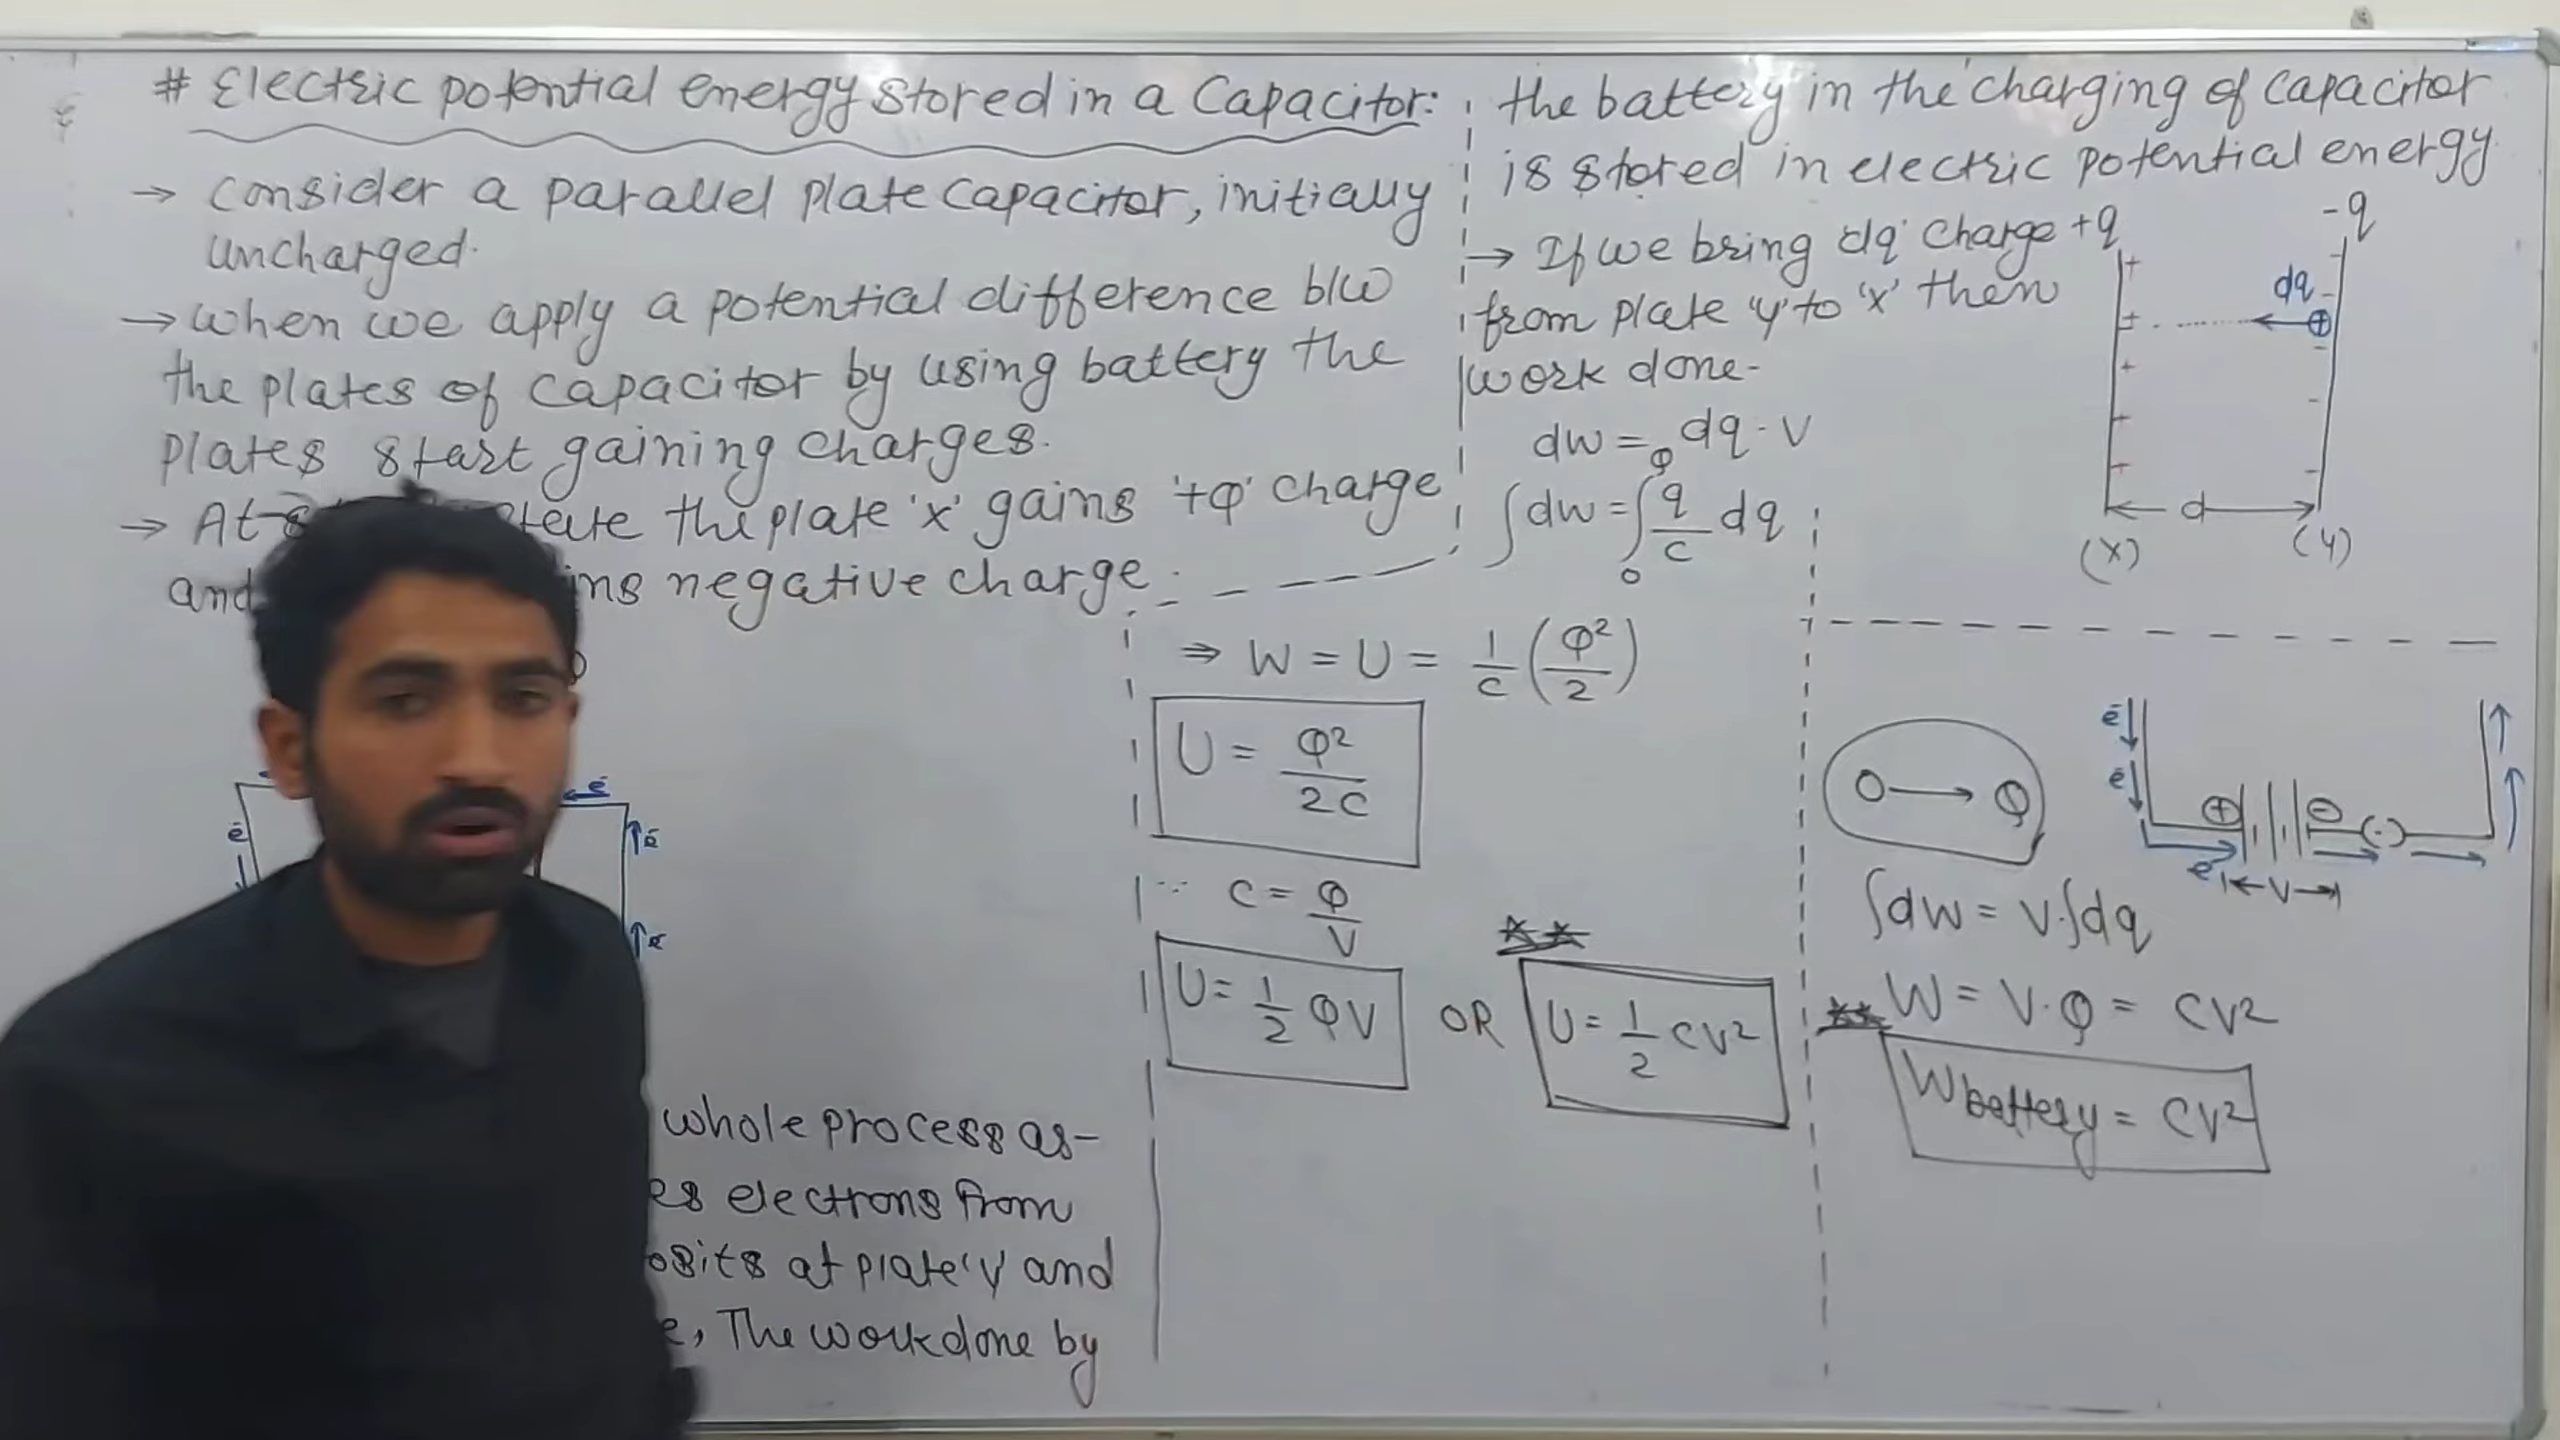 # Electric potential energy stored in a Capacitor:
→ Consider a parallel plate capacitor, initially
uncharged.
→ When we apply a potential difference b/w
the plates of capacitor by using battery the
plates start gaining charges.
→ At the plate 'x' gains '+Q' charge
and negative charge.
e⁻
e⁻
e⁻
e⁻
whole process as-
electrons from
at plate 'y' and
The work done by
the battery in the charging of capacitor
is stored in electric potential energy
→ If we bring dq charge
from plate 'y' to 'x' then
work done-
dw = dq · V
∫dw = ∫₀^Q q/c dq
+q
-q
dq
+ + + + +
- - - -
d
(x) (y)
⇒ W = U = 1/c (Q²/2)
U = Q²/2C
∵ C = Q/V
U = 1/2 QV OR U = 1/2 CV²
O → Q
e⁻
e⁻
⊕ ⊖ (·)
e⁻
V
∫dw = V·∫dq
W = V·Q = CV²
Wbattery = CV²